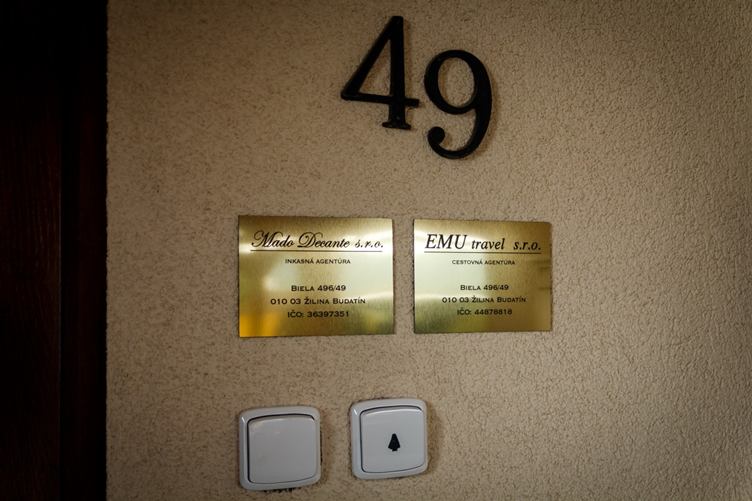 49
Mado Decante s.r.o.
INKASNÁ AGENTÚRA
BIELA 496/49
010 03 ŽILINA BUDATÍN
IČO: 36397351
EMU travel s.r.o.
CESTOVNÁ AGENTÚRA
BIELA 496/49
010 03 ŽILINA BUDATÍN
IČO: 44878818